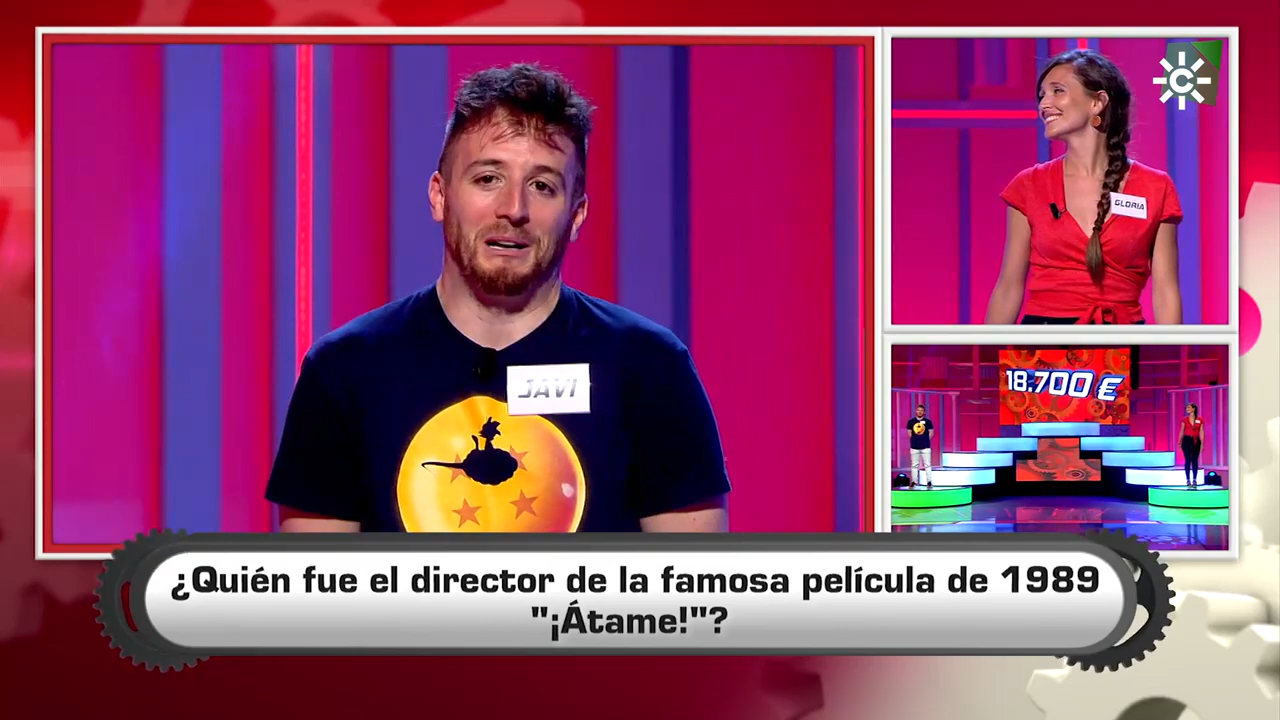 GLORIA
JAVI
18.700 €
¿Quién fue el director de la famosa película de 1989
"¡Átame!"?